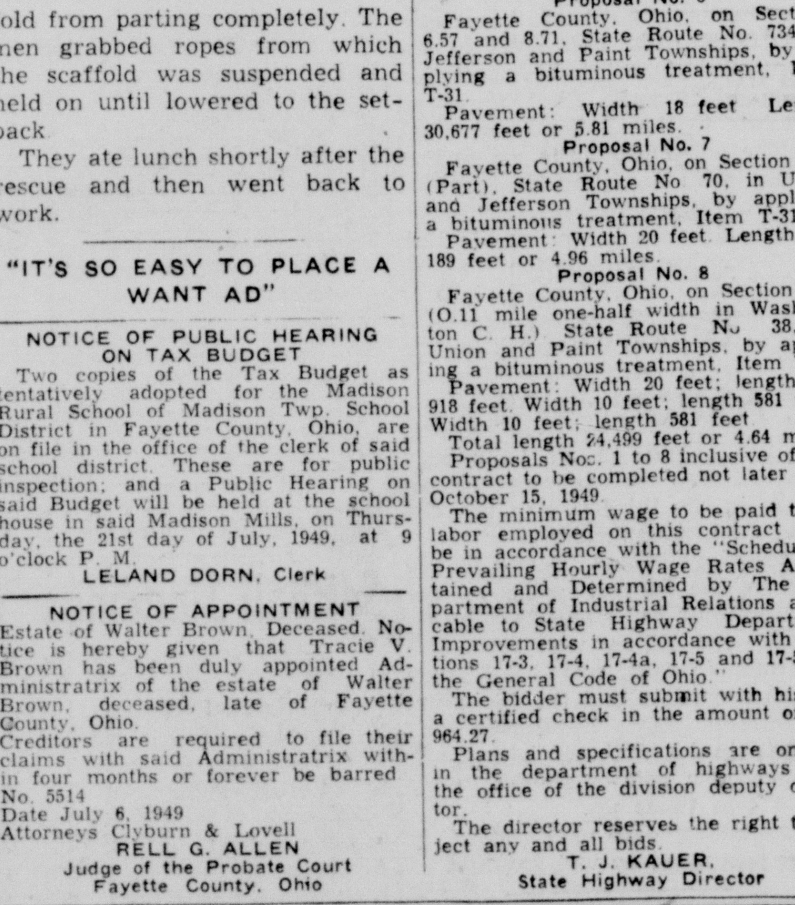 old from parting completely. The
men grabbed ropes from which
the scaffold was suspended and
held on until lowered to the set-
back
They ate lunch shortly after the
rescue and then went back to
work.
"IT'S SO EASY TO PLACE A
WANT AD"
NOTICE OF PUBLIC HEARING
ON TAX BUDGET
Two copies of the Tax Budget as
tentatively adopted for the Madison
Rural School of Madison Twp. School
District in Fayette County, Ohio, are
on file in the office of the clerk of said
school district. These are for public
inspection; and a Public Hearing on
said Budget will be held at the school
house in said Madison Mills, on Thurs-
day, the 21st day of July, 1949, at 9
o'clock P. M.
LELAND DORN, Clerk
NOTICE OF APPOINTMENT
Estate of Walter Brown, Deceased. No-
tice is hereby given that Tracie V.
Brown has been duly appointed Ad-
ministratrix of the estate of Walter
Brown, deceased, late of Fayette
County, Ohio.
Creditors are required to file their
claims with said Administratrix with-
in four months or forever be barred
No. 5514
Date July 6, 1949
Attorneys Clyburn & Lovell
RELL G. ALLEN
Judge of the Probate Court
Fayette County, Ohio
Fayette County, Ohio, on Sect
6.57 and 8.71, State Route No. 734
Jefferson and Paint Townships, by
plying a bituminous treatment,
T-31.
Pavement: Width 18 feet Le
30,677 feet or 5.81 miles.
Proposal No. 7
Fayette County, Ohio, on Section
(Part), State Route No 70, in U
and Jefferson Townships, by appl
a bituminous treatment, Item T-31
Pavement: Width 20 feet Length
189 feet or 4.96 miles.
Proposal No. 8
Fayette County, Ohio, on Section
(0.11 mile one-half width in Wash
ton C. H.) State Route No 38,
Union and Paint Townships, by ap
ing a bituminous treatment, Item
Pavement: Width 20 feet; length
918 feet. Width 10 feet; length 581
Width 10 feet; length 581 feet
Total length 24,499 feet or 4.64 m
Proposals Nos. 1 to 8 inclusive of
contract to be completed not later
October 15, 1949.
The minimum wage to be paid t
labor employed on this contract
be in accordance with the "Schedu
Prevailing Hourly Wage Rates A
tained and Determined by The
partment of Industrial Relations a
cable to State Highway Depart
Improvements in accordance with
tions 17-3, 17-4, 17-4a, 17-5 and 17-5
the General Code of Ohio."
The bidder must submit with hi
a certified check in the amount o
964.27.
Plans and specifications are on
in the department of highways
the office of the division deputy d
tor.
The director reserves the right t
ject any and all bids.
T. J. KAUER,
State Highway Director